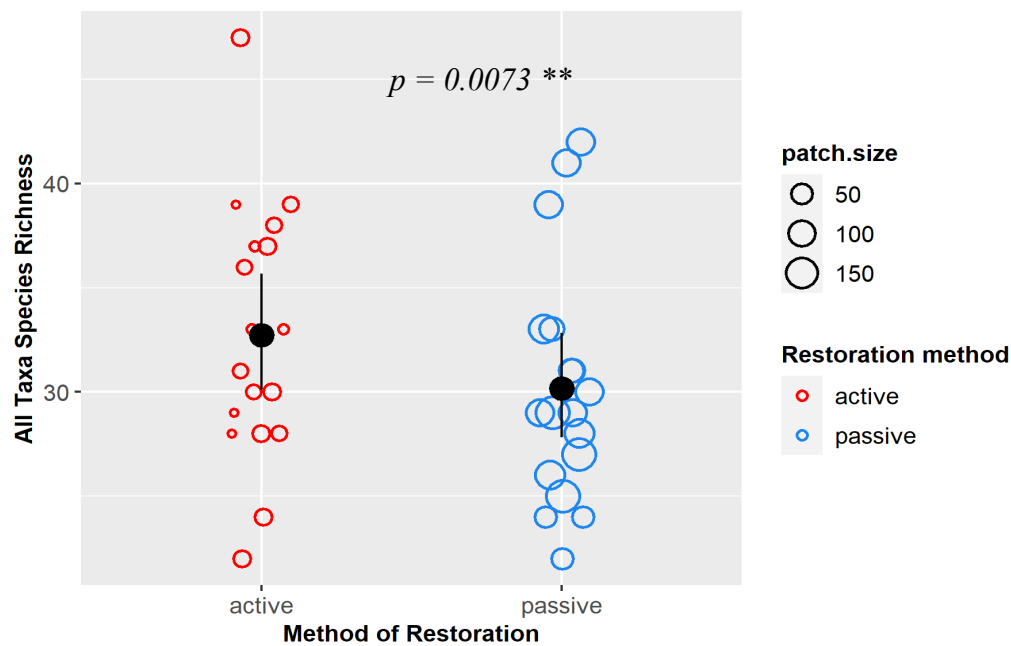 p = 0.0073 **
All Taxa Species Richness
40
30
active
passive
Method of Restoration
patch.size
50
100
150
Restoration method
active
passive